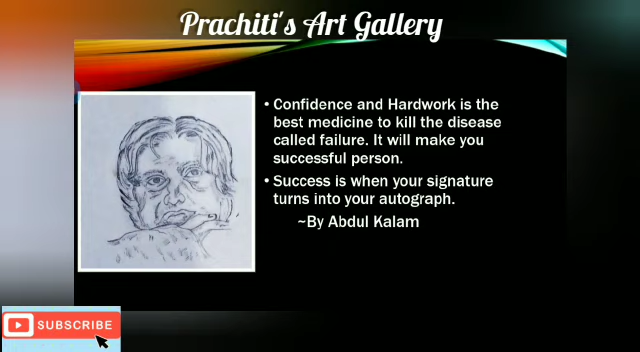 Prachiti's Art Gallery
• Confidence and Hardwork is the
best medicine to kill the disease
called failure. It will make you
successful person.
• Success is when your signature
turns into your autograph.
~By Abdul Kalam
SUBSCRIBE